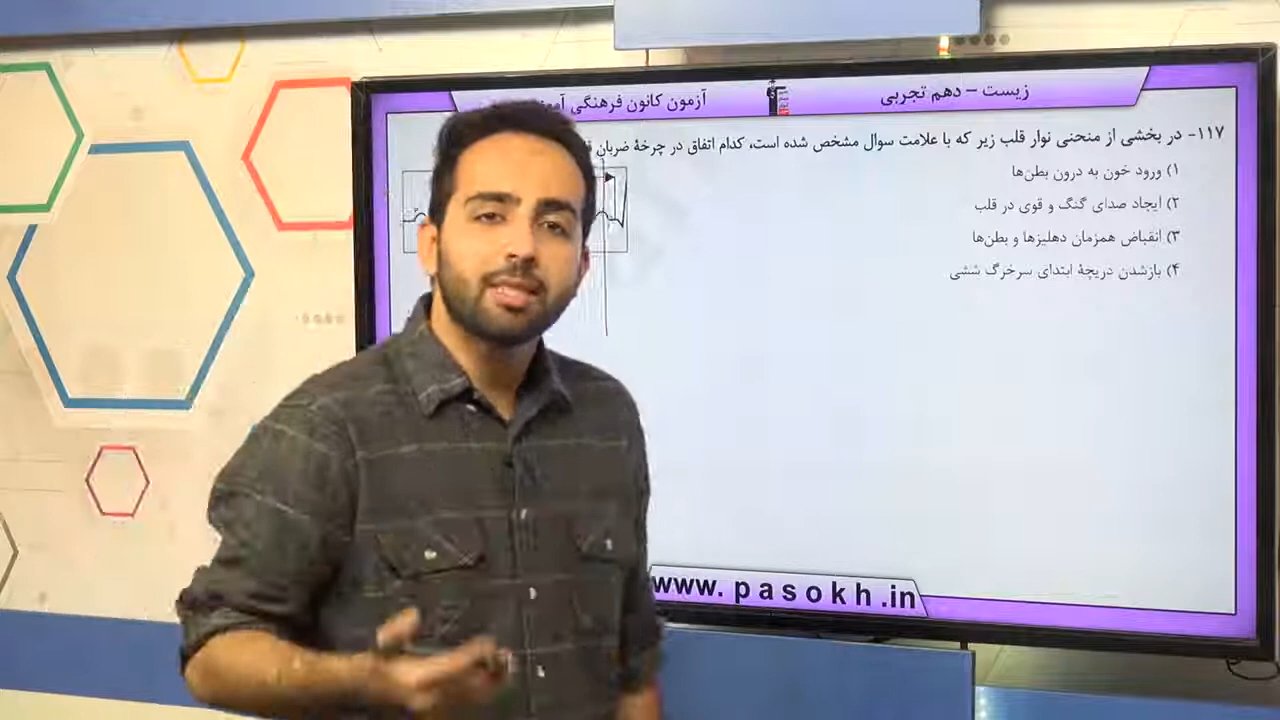 زیست – دهم تجربی
آزمون کانون فرهنگی
۱۱۷- در بخشی از منحنی نوار قلب زیر که با علامت سوال مشخص شده است، کدام اتفاق در چرخهٔ ضربان
۱) ورود خون به درون بطن‌ها
۲) ایجاد صدای گنگ و قوی در قلب
۳) انقباض همزمان دهلیزها و بطن‌ها
۴) بازشدن دریچهٔ ابتدای سرخرگ ششی
www.pasokh.in